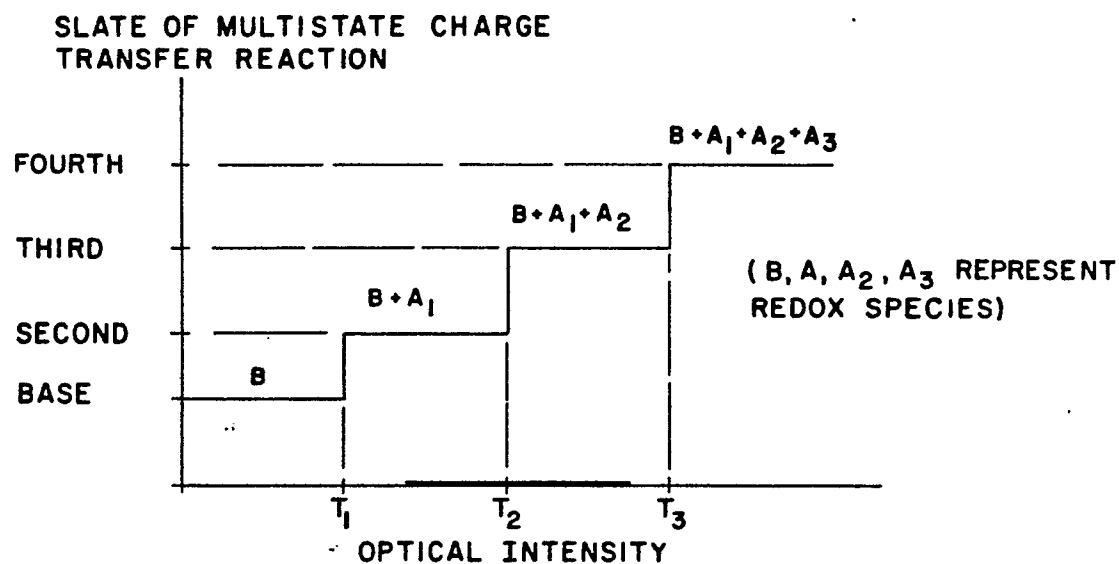 SLATE OF MULTISTATE CHARGE
TRANSFER REACTION
FOURTH
THIRD
SECOND
BASE
B+A₁+A₂+A₃
B+A₁+A₂
B+A₁
B
(B, A, A₂, A₃ REPRESENT
REDOX SPECIES)
T₁ T₂ T₃
OPTICAL INTENSITY